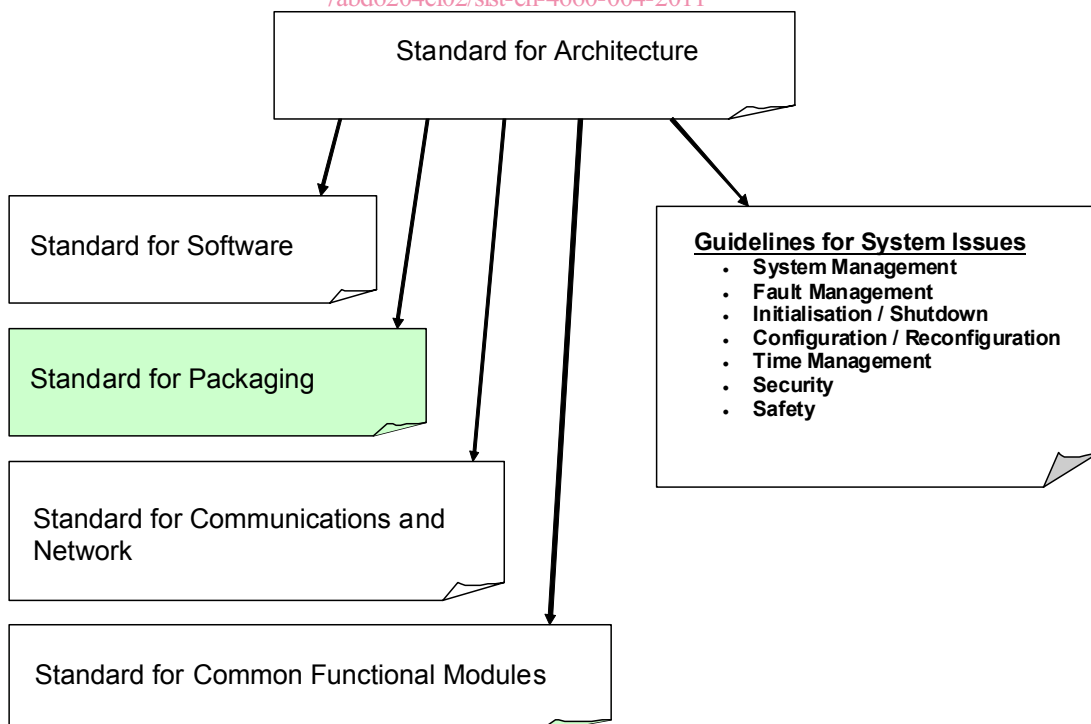 Standard for Architecture
Standard for Software
Standard for Packaging
Standard for Communications and
Network
Standard for Common Functional Modules
Guidelines for System Issues
• System Management
• Fault Management
• Initialisation / Shutdown
• Configuration / Reconfiguration
• Time Management
• Security
• Safety